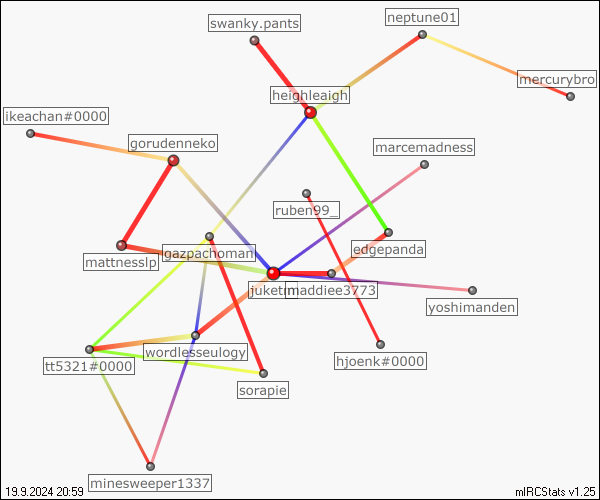 neptune01
swanky.pants
mercurybro
heighleaigh
ikeachan#0000
gorudenneko
marcemadness
ruben99_
gazpachoman
edgepanda
mattnesslp
maddiee3773
yoshimanden
wordlesseulogy
hjoenk#0000
tt5321#0000
sorapie
minesweeper1337
19.9.2024 20:59
mIRCStats v1.25